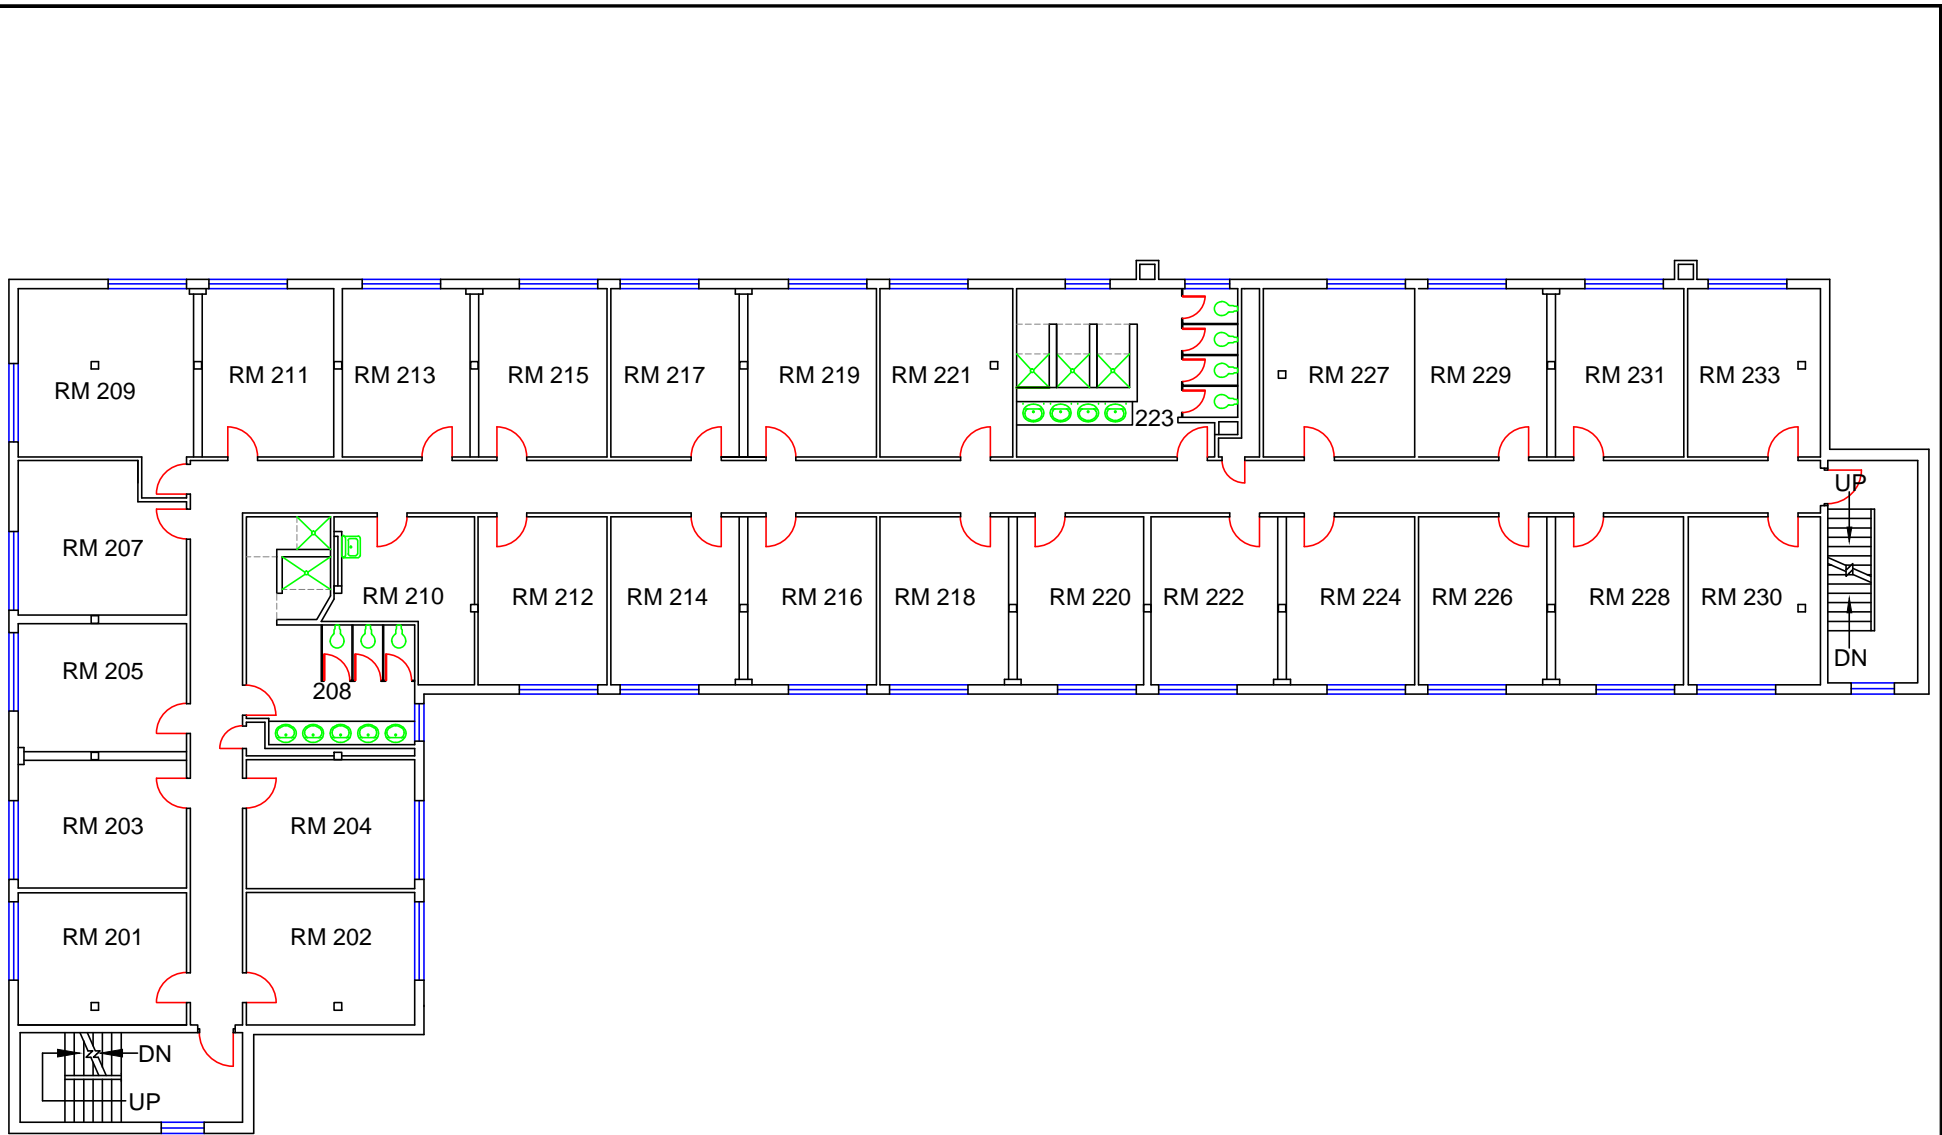 RM 209
RM 211
RM 213
RM 215
RM 217
RM 219
RM 221
223
RM 227
RM 229
RM 231
RM 233
UP
DN
RM 207
RM 210
RM 212
RM 214
RM 216
RM 218
RM 220
RM 222
RM 224
RM 226
RM 228
RM 230
RM 205
208
RM 203
RM 204
RM 201
RM 202
DN
UP